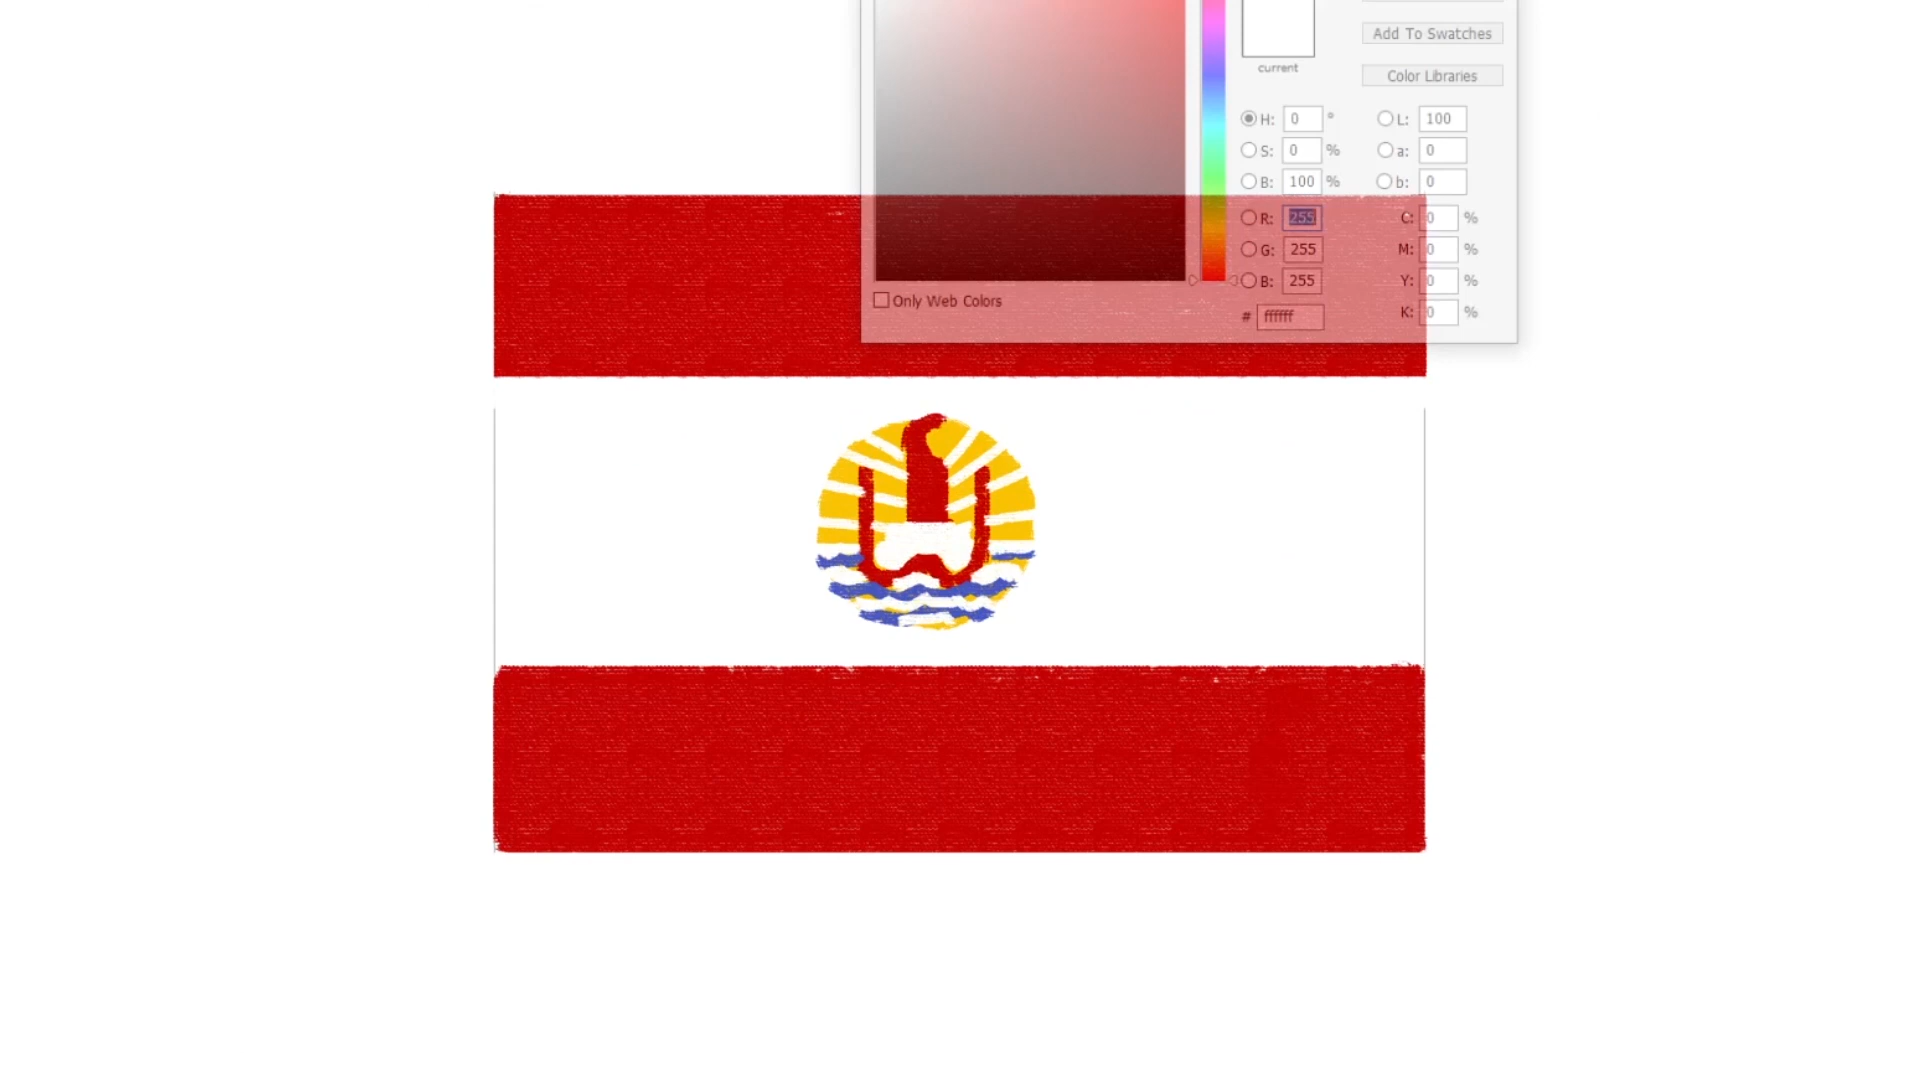 Add To Swatches
current
Color Libraries
H: 0 ° L: 100
S: 0 % a: 0
B: 100 % b: 0
R: 255 C: 0 %
G: 255 M: 0 %
B: 255 Y: 0 %
Only Web Colors
# ffffff K: 0 %